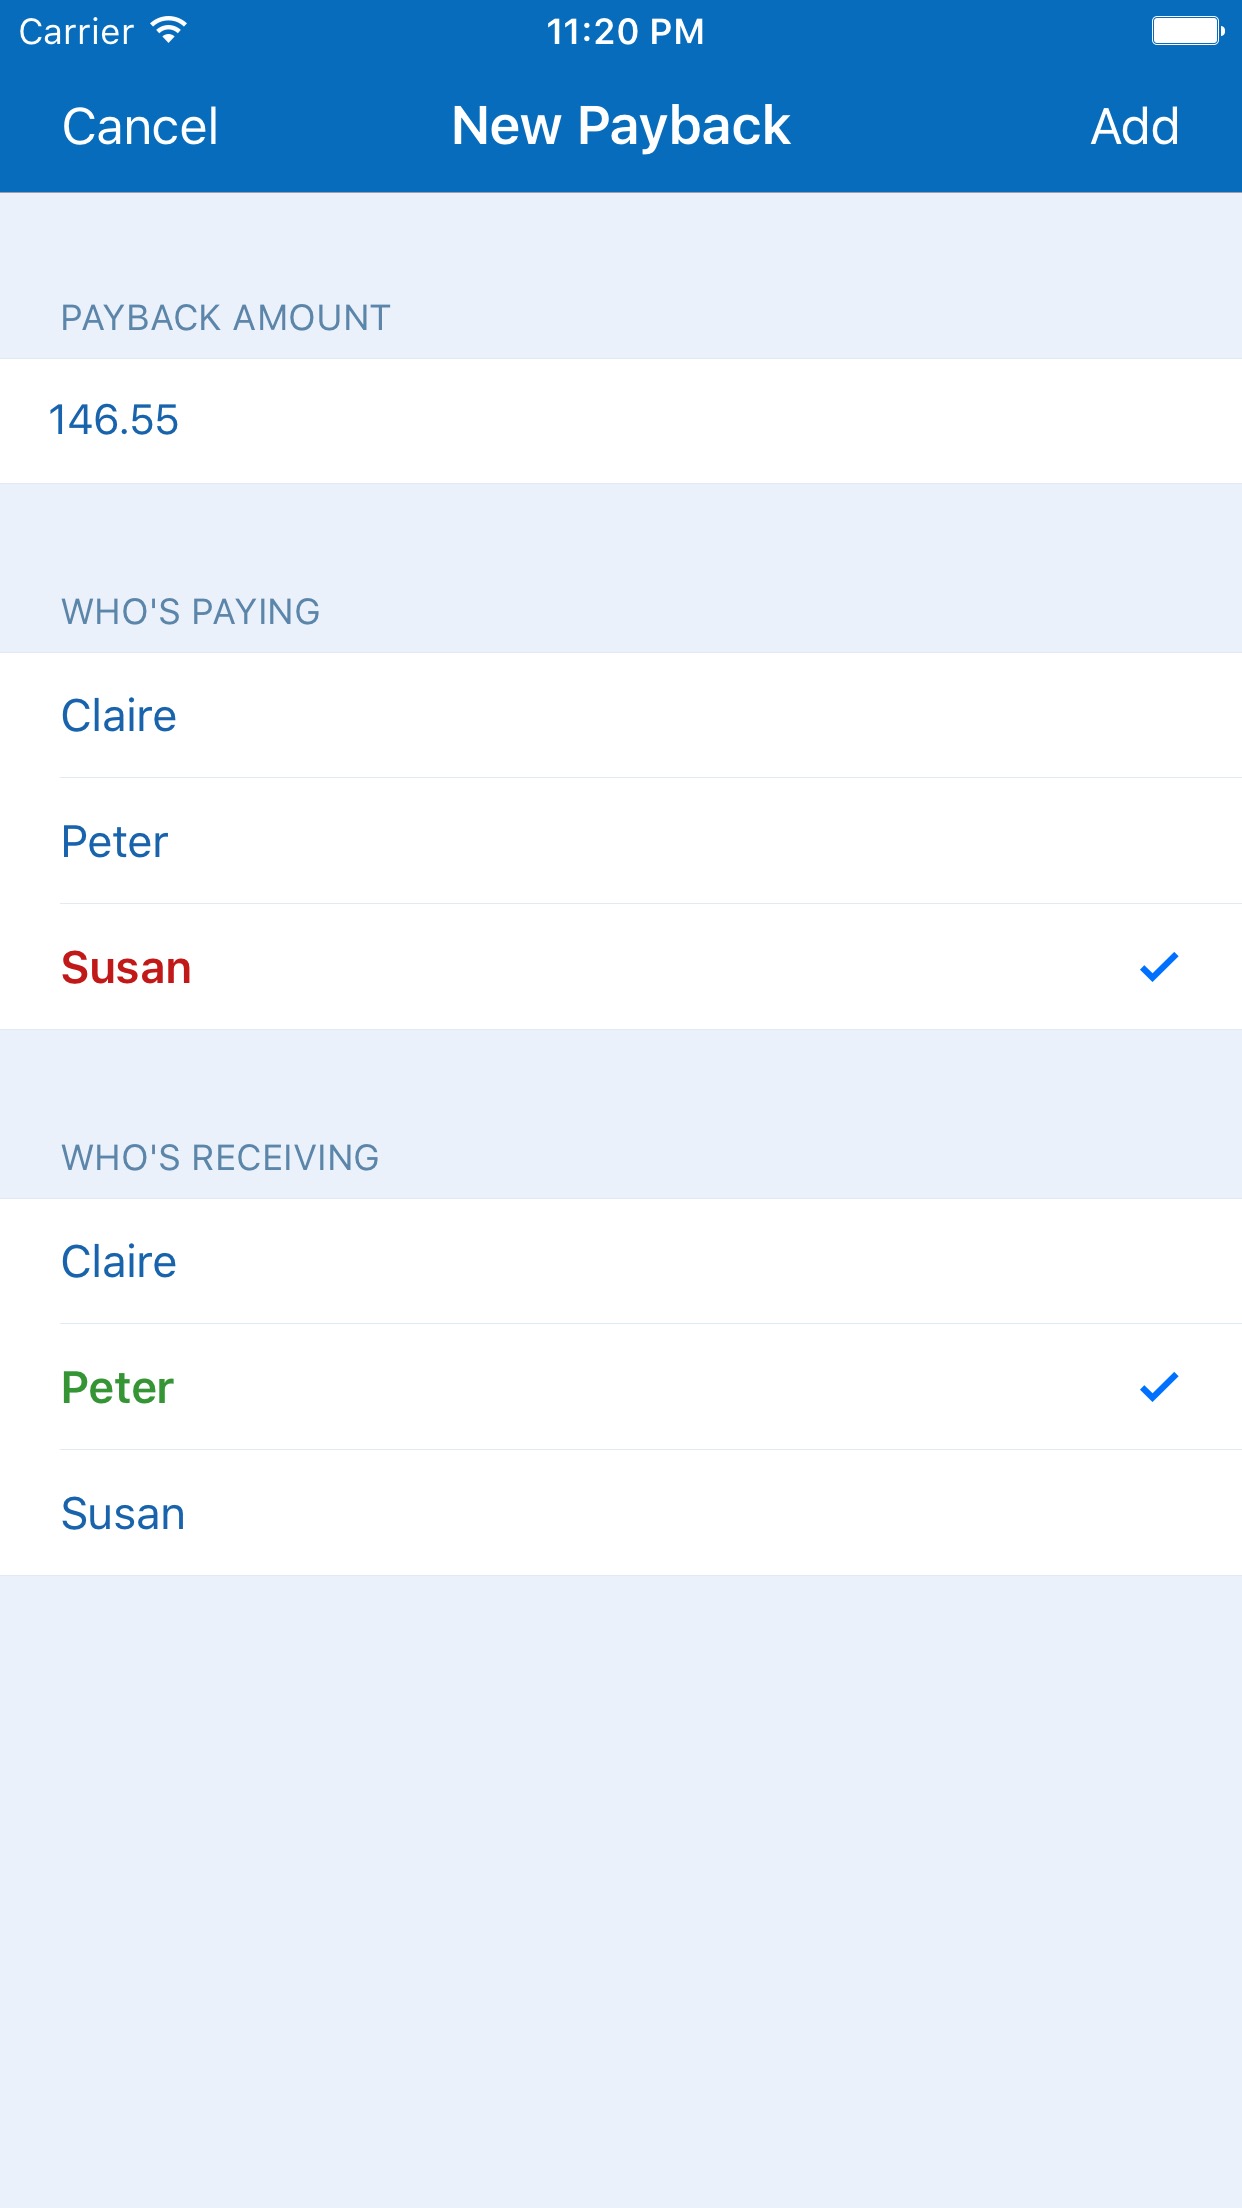 Carrier 11:20 PM
Cancel New Payback Add
PAYBACK AMOUNT
146.55
WHO'S PAYING
Claire
Peter
Susan
WHO'S RECEIVING
Claire
Peter
Susan